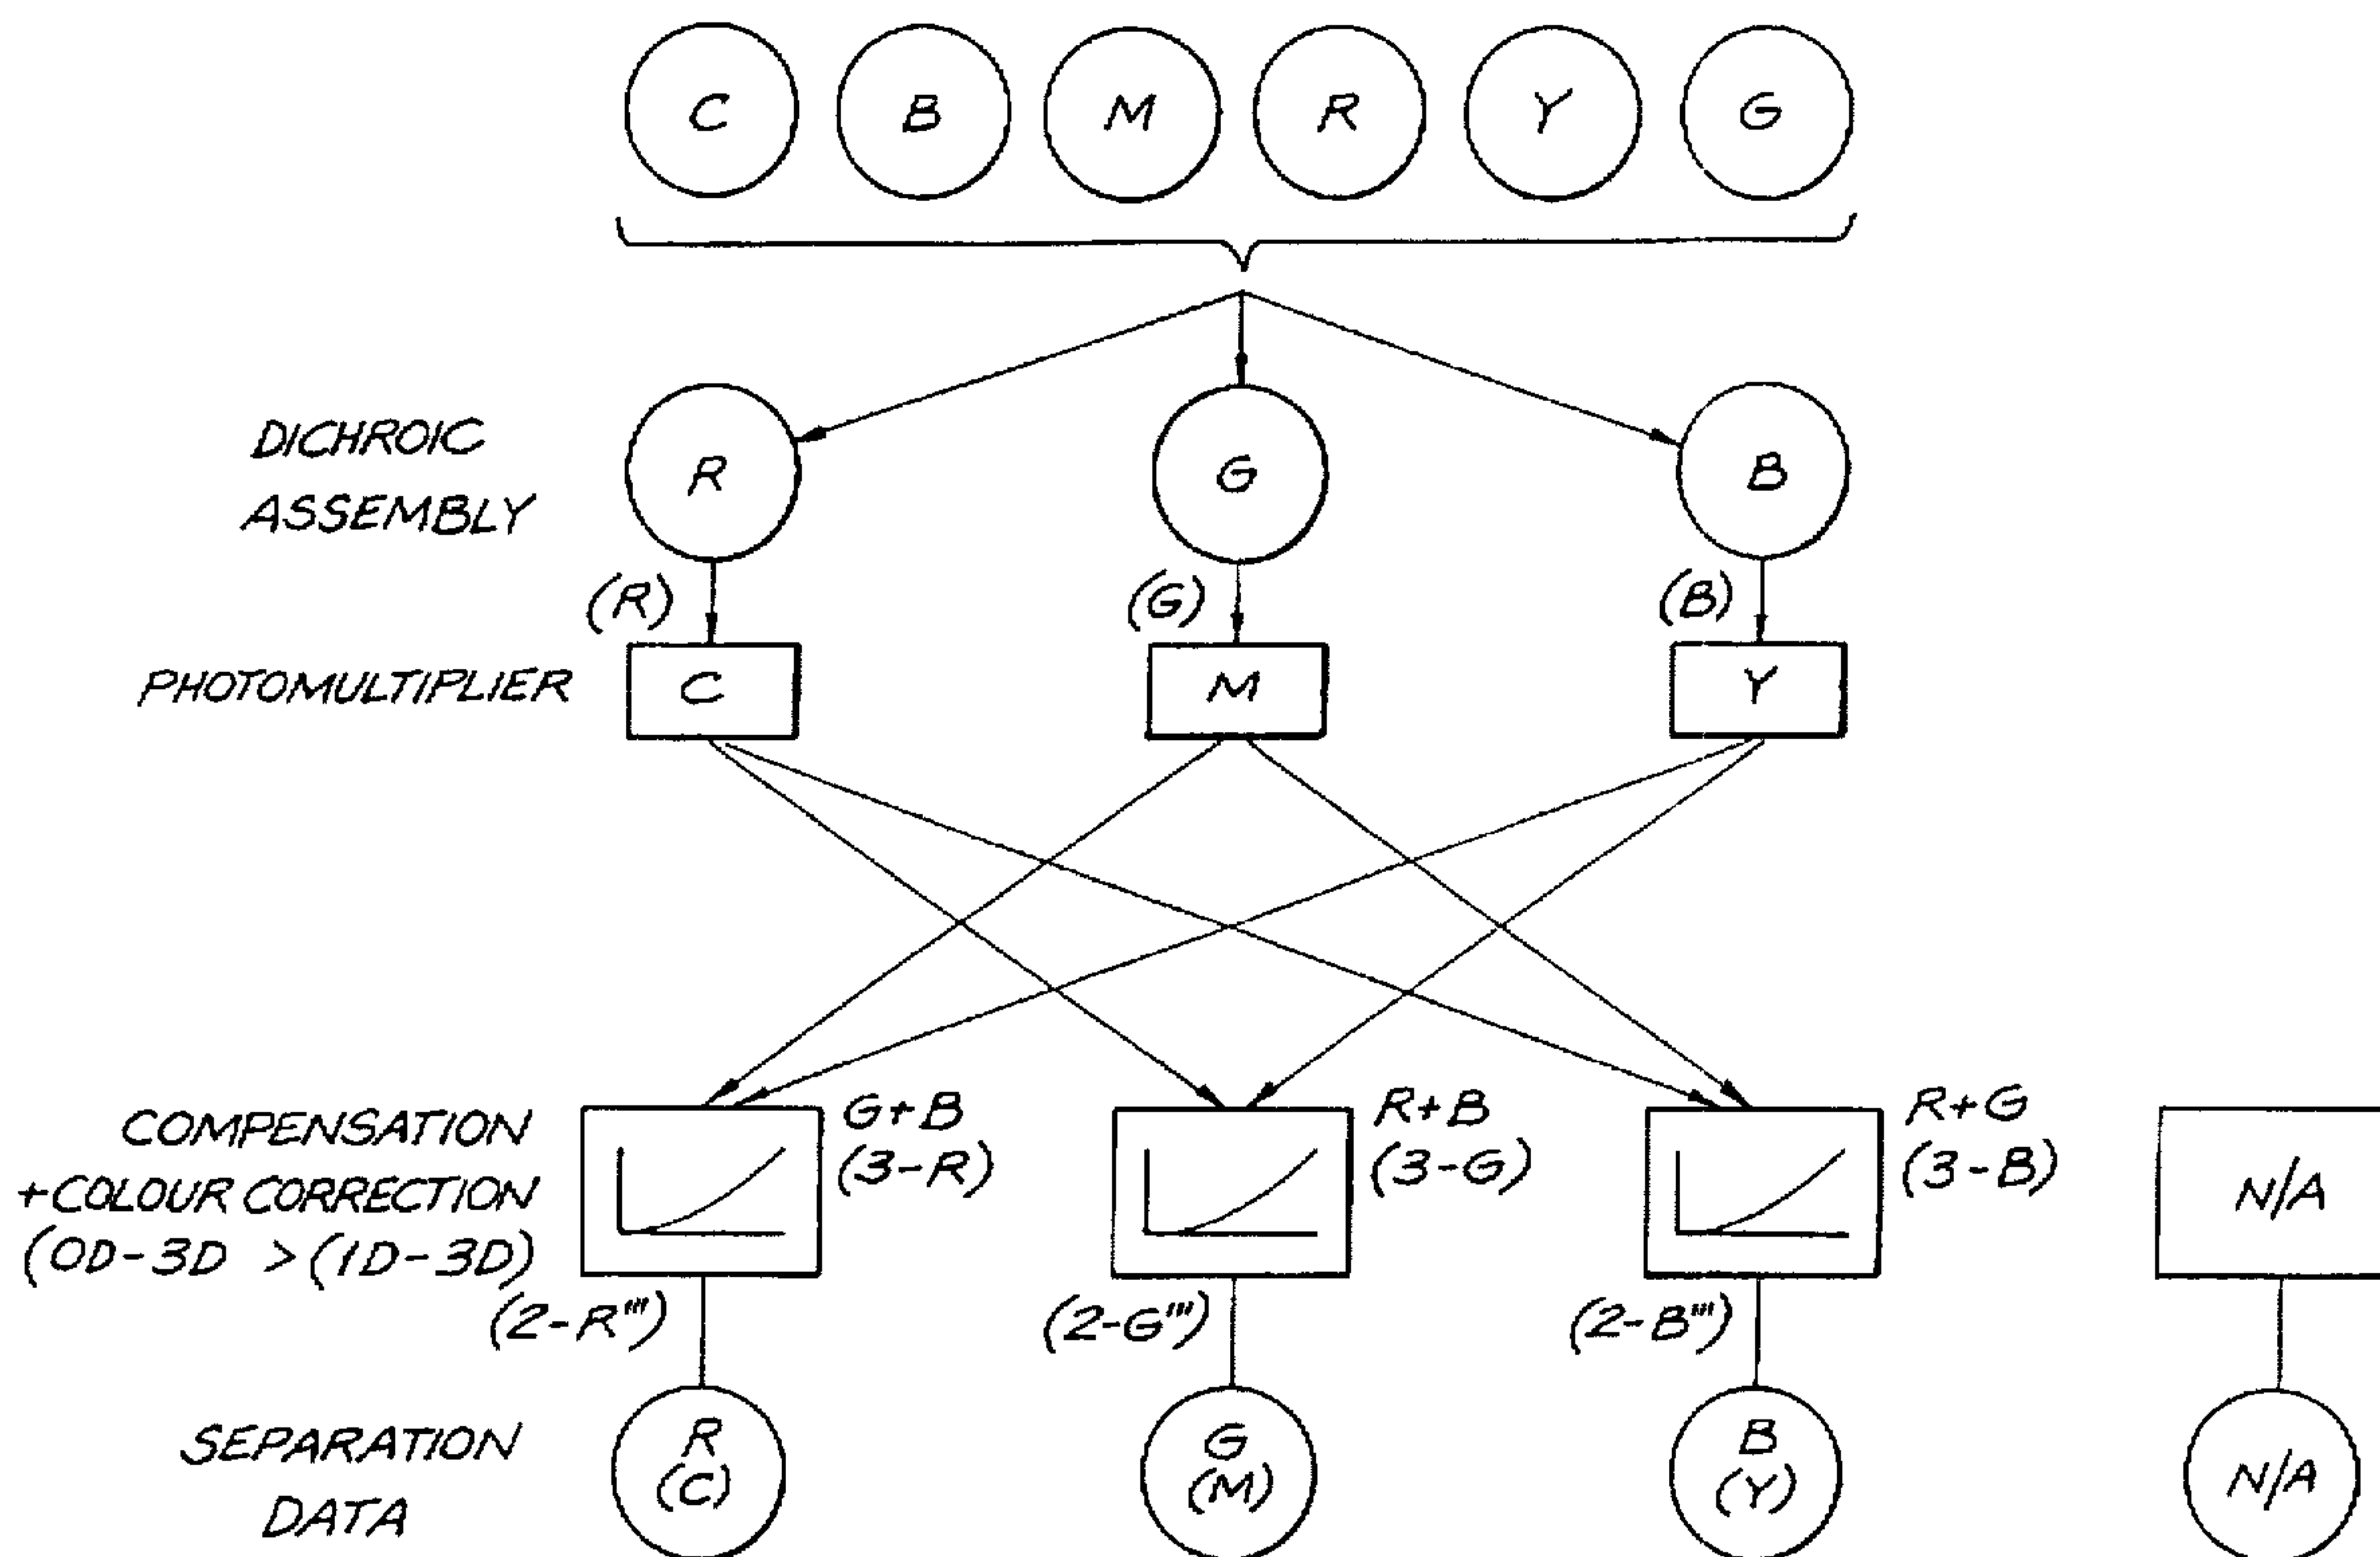 C B M R Y G
DICHROIC
ASSEMBLY
R G B
(R) (G) (B)
PHOTOMULTIPLIER
C M Y
COMPENSATION
+COLOUR CORRECTION
(0D-3D > (1D-3D)
G+B
(3-R)
R+B
(3-G)
R+G
(3-B)
N/A
(2-R''') (2-G''') (2-B''')
SEPARATION
DATA
R
(C)
G
(M)
B
(Y)
N/A